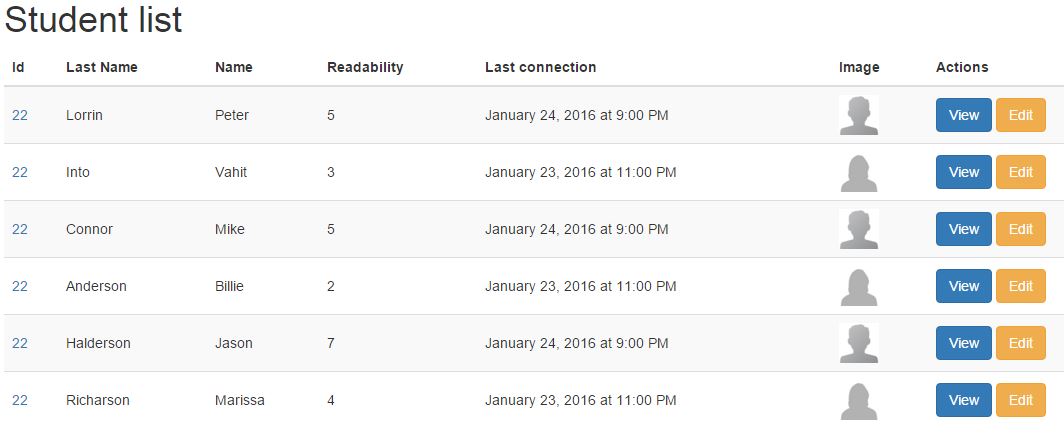 Student list
Id Last Name Name Readability Last connection Image Actions
22 Lorrin Peter 5 January 24, 2016 at 9:00 PM View Edit
22 Into Vahit 3 January 23, 2016 at 11:00 PM View Edit
22 Connor Mike 5 January 24, 2016 at 9:00 PM View Edit
22 Anderson Billie 2 January 23, 2016 at 11:00 PM View Edit
22 Halderson Jason 7 January 24, 2016 at 9:00 PM View Edit
22 Richarson Marissa 4 January 23, 2016 at 11:00 PM View Edit